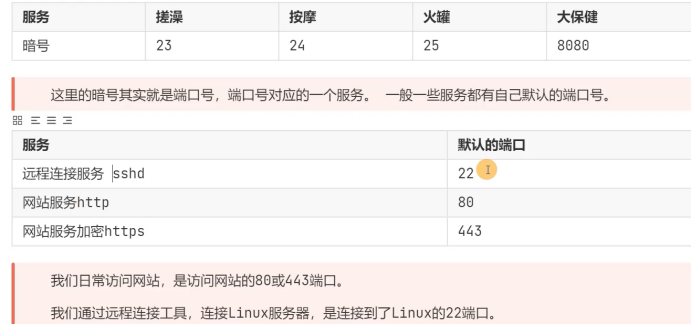 服务 搓澡 按摩 火罐 大保健
暗号 23 24 25 8080
这里的暗号其实就是端口号，端口号对应的一个服务。 一般一些服务都有自己默认的端口号。
服务 默认的端口
远程连接服务 sshd 22
网站服务http 80
网站服务加密https 443
我们日常访问网站，是访问网站的80或443端口。
我们通过远程连接工具，连接Linux服务器，是连接到了Linux的22端口。